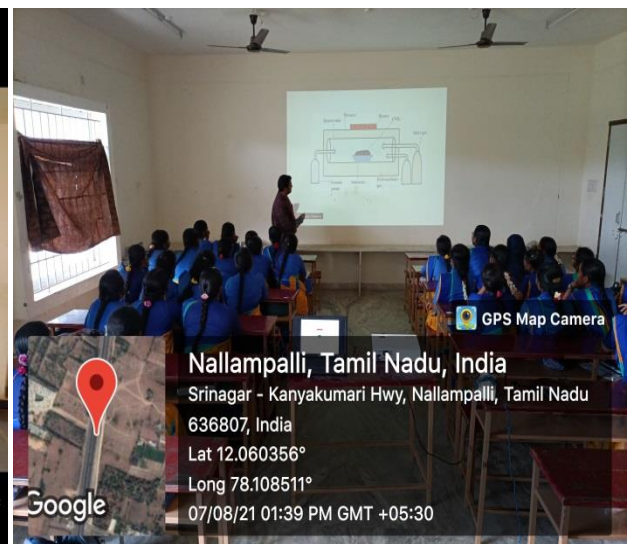 GPS Map Camera
Nallampalli, Tamil Nadu, India
Srinagar - Kanyakumari Hwy, Nallampalli, Tamil Nadu
636807, India
Lat 12.060356°
Long 78.108511°
07/08/21 01:39 PM GMT +05:30
Google